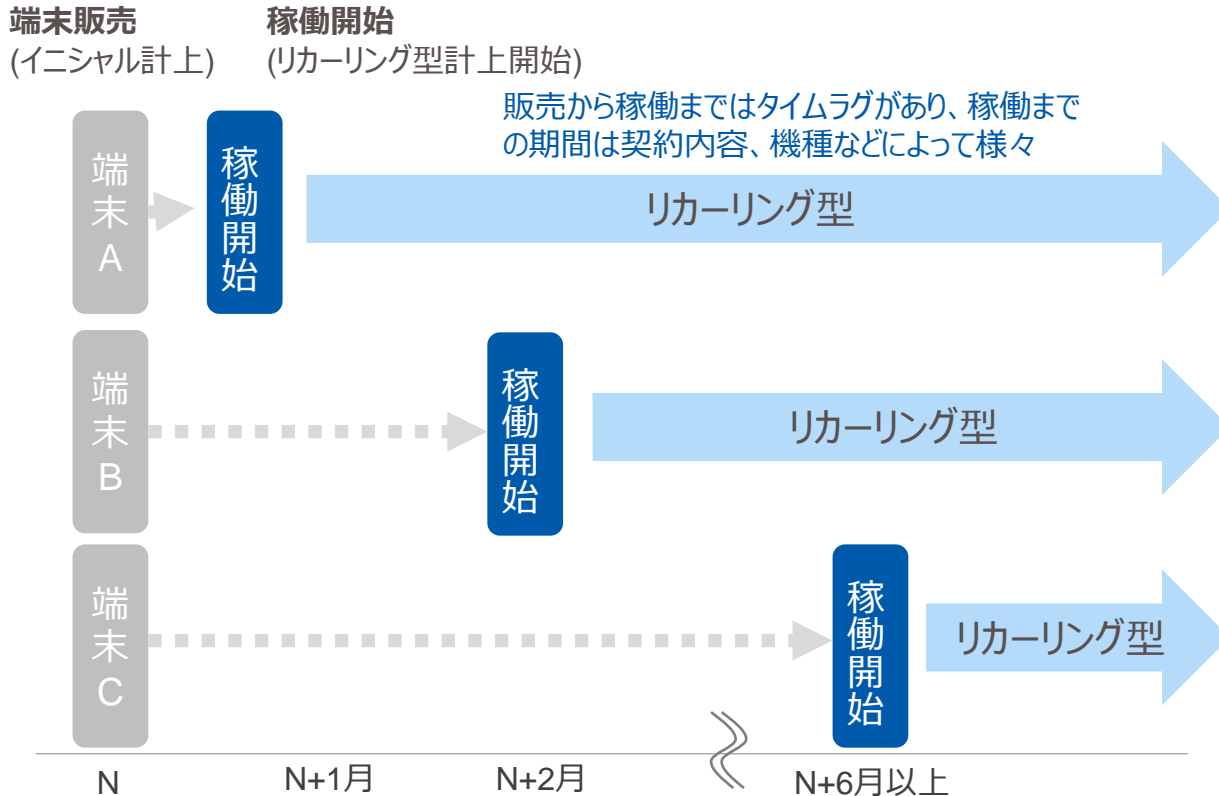 端末販売
(イニシャル計上)
稼働開始
(リカーリング型計上開始)
販売から稼働まではタイムラグがあり、稼働まで
の期間は契約内容、機種などによって様々
端末A
稼働開始
リカーリング型
端末B
稼働開始
リカーリング型
端末C
稼働開始
リカーリング型
N
N+1月
N+2月
N+6月以上